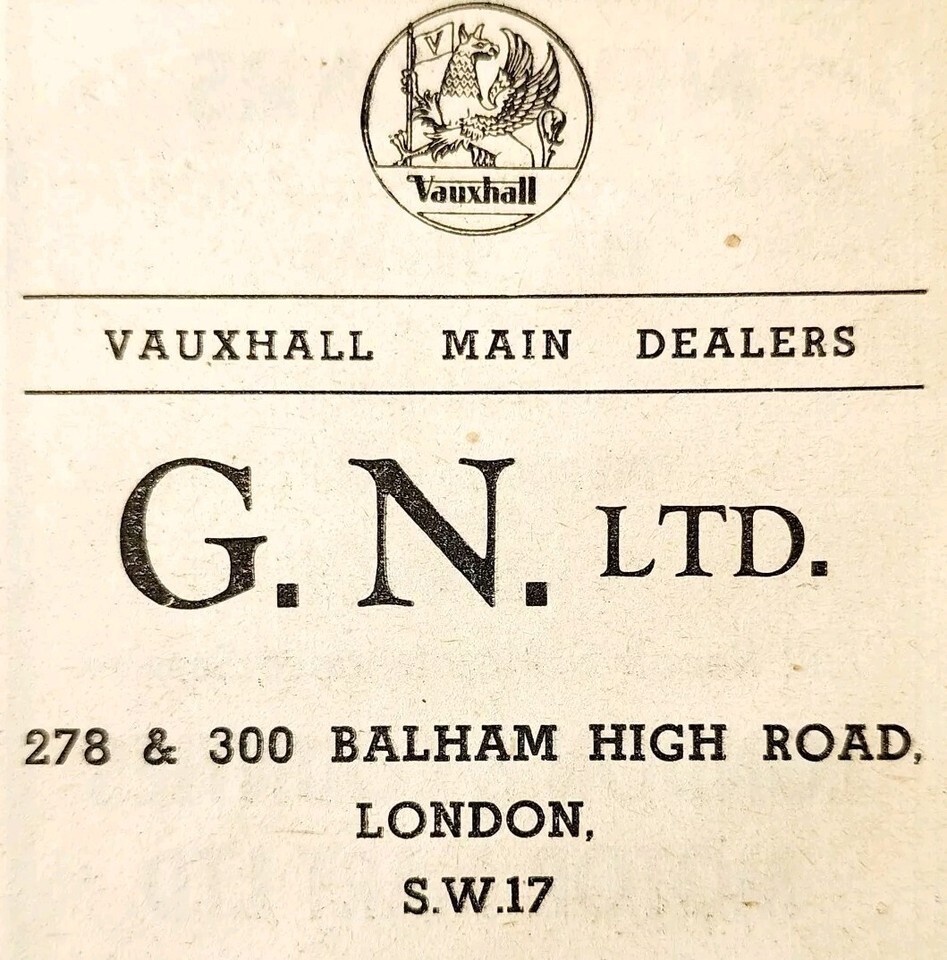 V
Vauxhall
VAUXHALL MAIN DEALERS
G. N. LTD.
278 & 300 BALHAM HIGH ROAD,
LONDON,
S.W.17